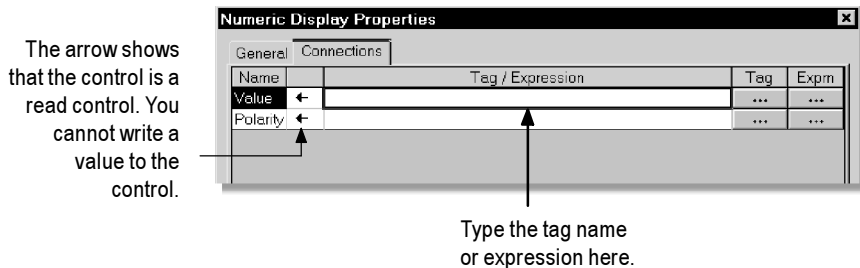 Numeric Display Properties
General Connections
Name Tag / Expression Tag Exprn
Value ... ...
Polarity ... ...
The arrow shows
that the control is a
read control. You
cannot write a
value to the
control.
Type the tag name
or expression here.